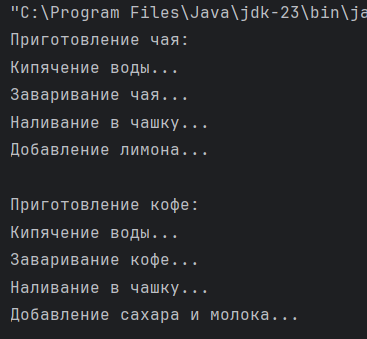 "C:\Program Files\Java\jdk-23\bin\ja
Приготовление чая:
Кипячение воды...
Заваривание чая...
Наливание в чашку...
Добавление лимона...

Приготовление кофе:
Кипячение воды...
Заваривание кофе...
Наливание в чашку...
Добавление сахара и молока...